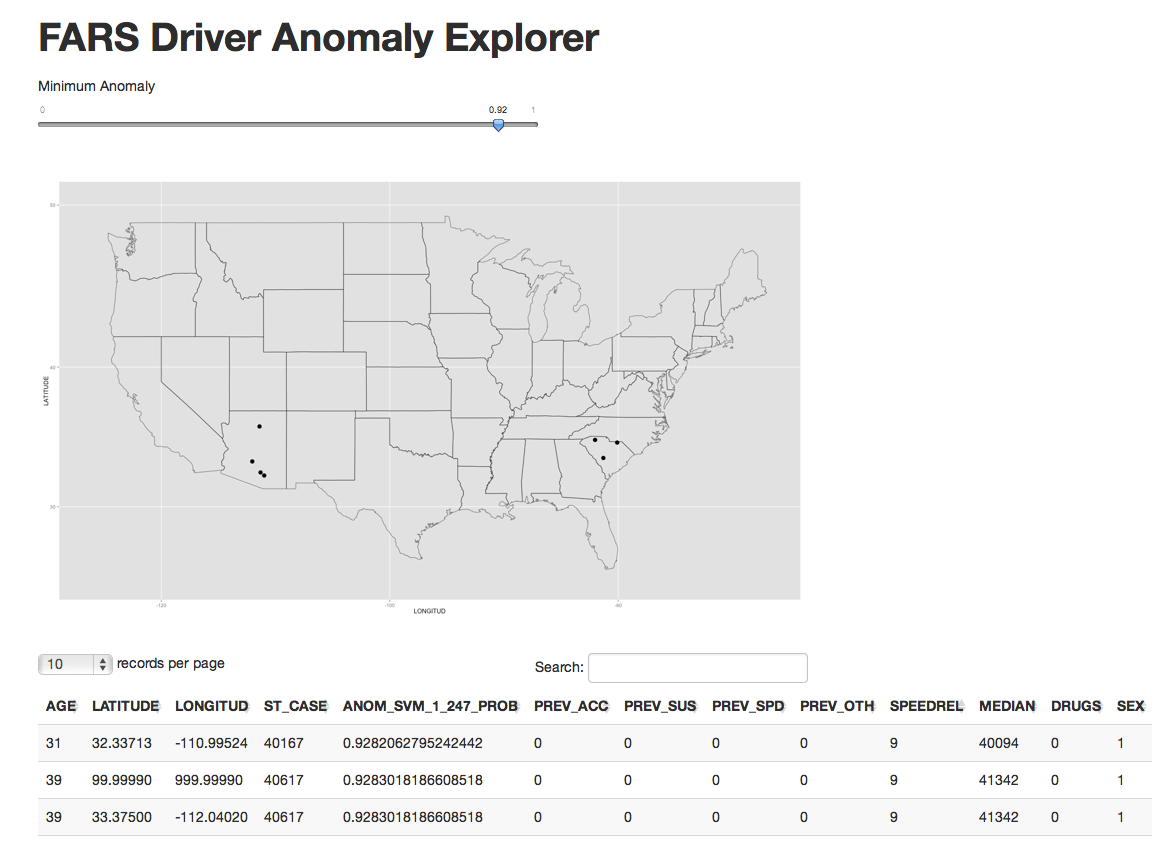 FARS Driver Anomaly Explorer
Minimum Anomaly
0 0.92 1
50
40
30
LATITUDE
-120 -100 -80
LONGITUD
10 records per page Search:
AGE LATITUDE LONGITUD ST_CASE ANOM_SVM_1_247_PROB PREV_ACC PREV_SUS PREV_SPD PREV_OTH SPEEDREL MEDIAN DRUGS SEX
31 32.33713 -110.99524 40167 0.9282062795242442 0 0 0 0 9 40094 0 1
39 99.99990 999.99990 40617 0.9283018186608518 0 0 0 0 9 41342 0 1
39 33.37500 -112.04020 40617 0.9283018186608518 0 0 0 0 9 41342 0 1